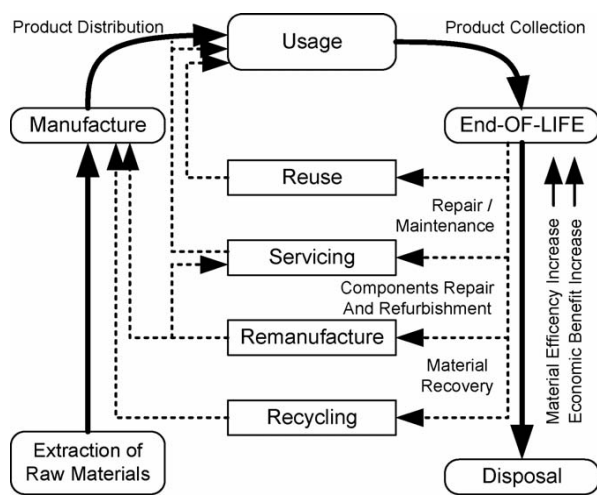 Product Distribution
Usage
Product Collection
Manufacture
End-OF-LIFE
Reuse
Repair /
Maintenance
Servicing
Components Repair
And Refurbishment
Remanufacture
Material
Recovery
Recycling
Material Efficency Increase
Economic Benefit Increase
Extraction of
Raw Materials
Disposal